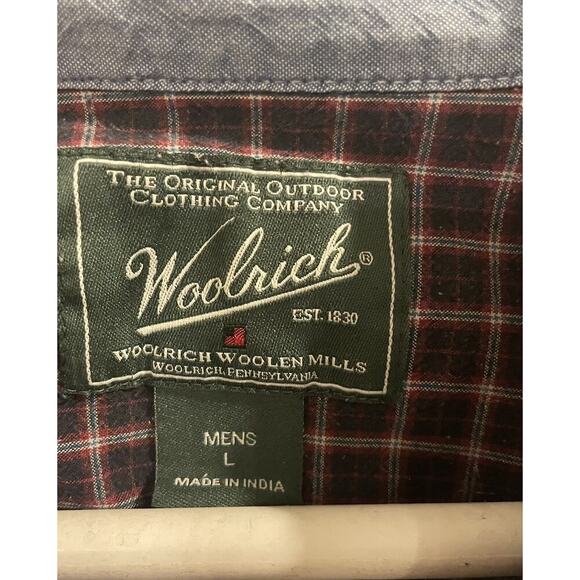 THE ORIGINAL OUTDOOR
CLOTHING COMPANY
Woolrich®
EST. 1830
WOOLRICH WOOLEN MILLS
WOOLRICH, PENNSYLVANIA
MENS
L
MADE IN INDIA